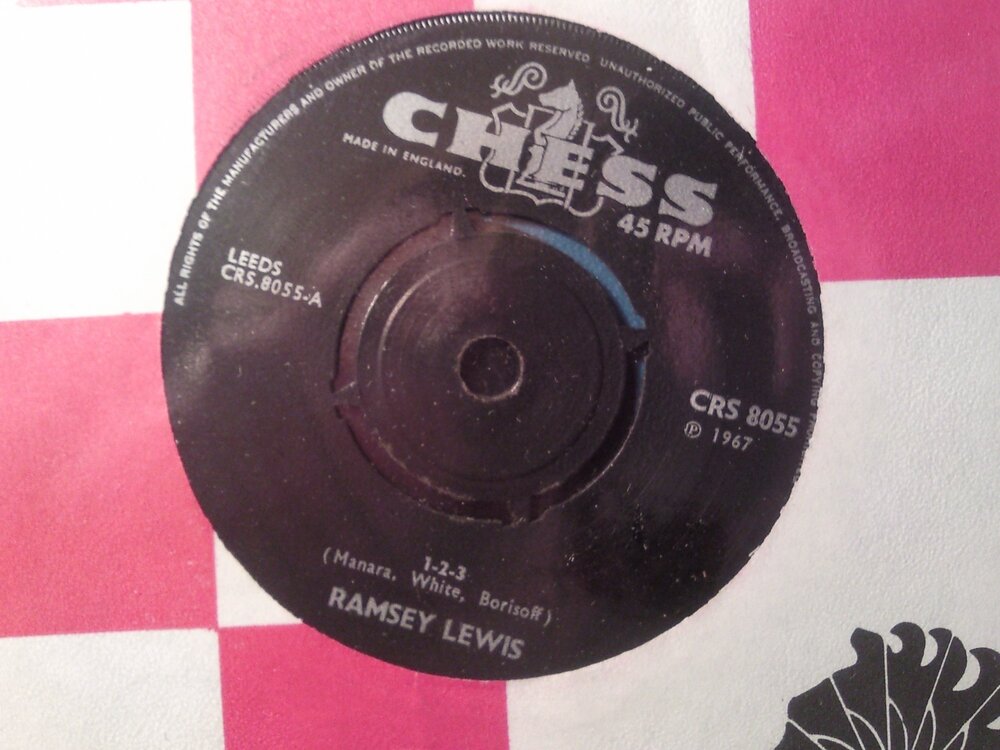 ALL RIGHTS OF THE MANUFACTURERS AND OWNER OF THE RECORDED WORK RESERVED UNAUTHORIZED PUBLIC PERFORMANCE, BROADCASTING AND COPYING
CHESS
MADE IN ENGLAND.
45 RPM
LEEDS
CRS.8055-A
CRS 8055
℗ 1967
1-2-3
(Manara, White, Borisoff)
RAMSEY LEWIS